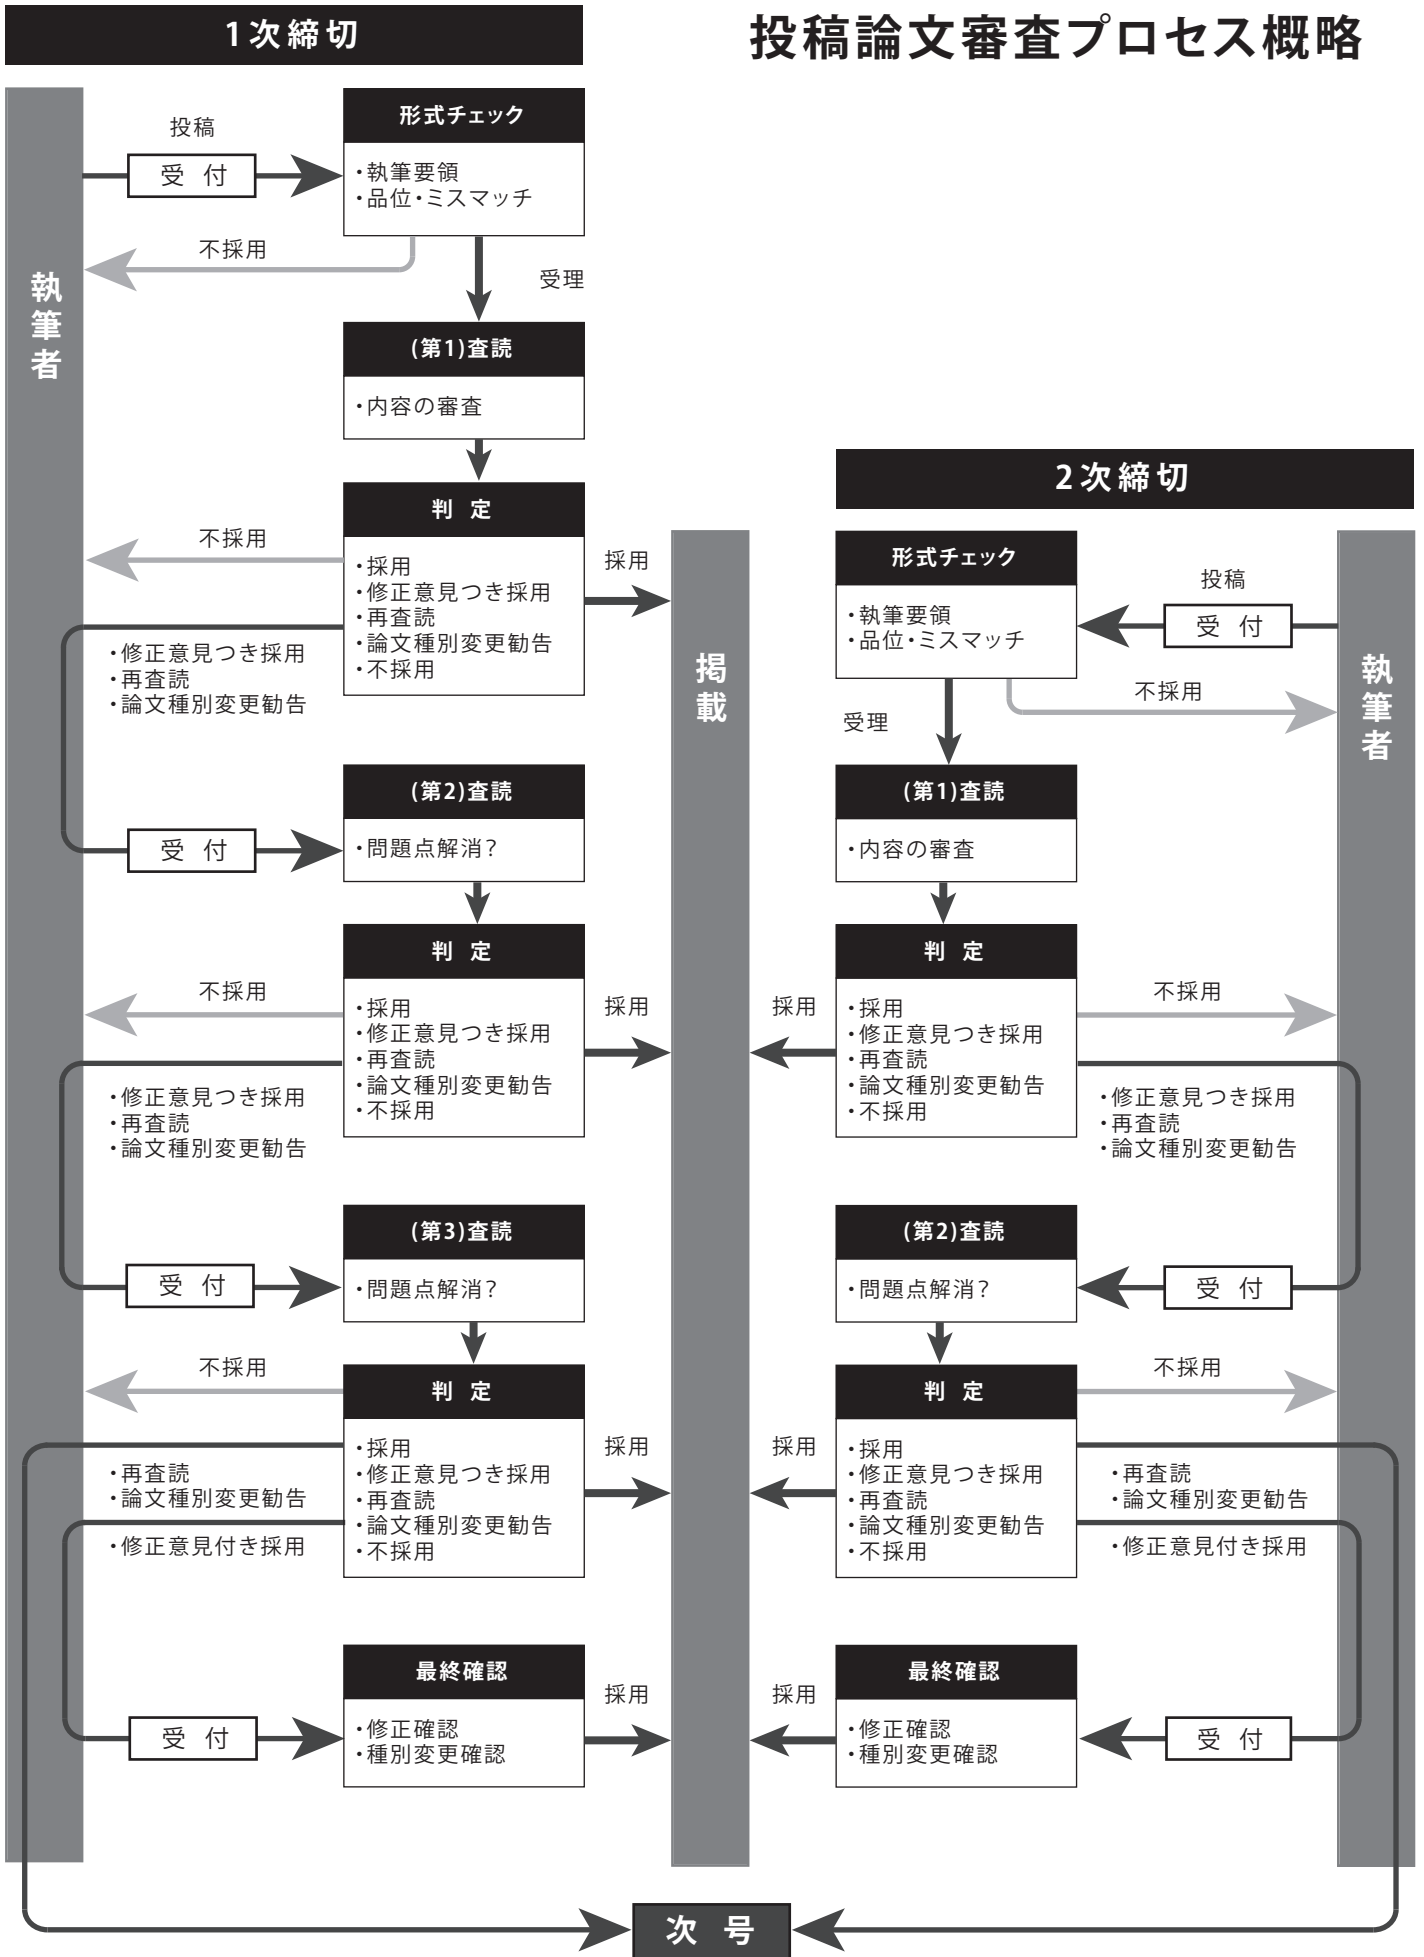 投稿論文審査プロセス概略
1次締切
執筆者
投稿
受 付
形式チェック
・執筆要領
・品位・ミスマッチ
不採用
受理
(第1)査読
・内容の審査
判 定
・採用
・修正意見つき採用
・再査読
・論文種別変更勧告
・不採用
不採用
採用
・修正意見つき採用
・再査読
・論文種別変更勧告
受 付
(第2)査読
・問題点解消?
判 定
・採用
・修正意見つき採用
・再査読
・論文種別変更勧告
・不採用
不採用
採用
・修正意見つき採用
・再査読
・論文種別変更勧告
受 付
(第3)査読
・問題点解消?
判 定
・採用
・修正意見つき採用
・再査読
・論文種別変更勧告
・不採用
不採用
採用
・再査読
・論文種別変更勧告
・修正意見付き採用
受 付
最終確認
・修正確認
・種別変更確認
採用
掲載
2次締切
執筆者
投稿
受 付
形式チェック
・執筆要領
・品位・ミスマッチ
不採用
受理
(第1)査読
・内容の審査
判 定
・採用
・修正意見つき採用
・再査読
・論文種別変更勧告
・不採用
採用
不採用
・修正意見つき採用
・再査読
・論文種別変更勧告
受 付
(第2)査読
・問題点解消?
判 定
・採用
・修正意見つき採用
・再査読
・論文種別変更勧告
・不採用
採用
不採用
・再査読
・論文種別変更勧告
・修正意見付き採用
受 付
最終確認
・修正確認
・種別変更確認
採用
次 号